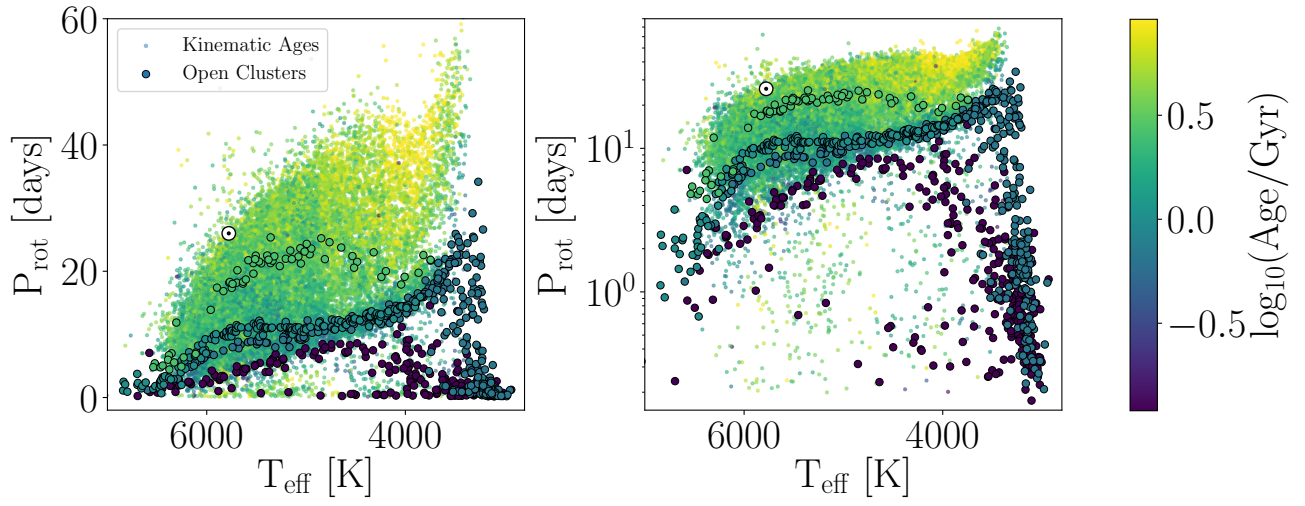 60
40
20
0
P_rot [days]
Kinematic Ages
Open Clusters
6000
4000
T_eff [K]
10^1
10^0
P_rot [days]
6000
4000
T_eff [K]
0.5
0.0
−0.5
log_10(Age/Gyr)